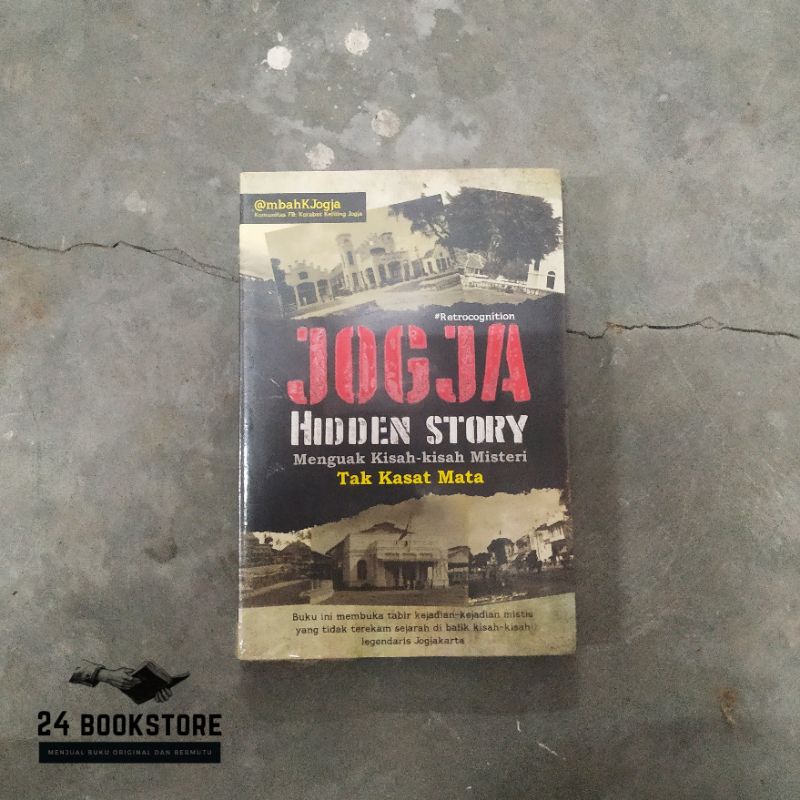 @mbahKJogja
Komunitas FB: Kerabat Keliling Jogja
#Retrocognition
JOGJA
HIDDEN STORY
Menguak Kisah-kisah Misteri
Tak Kasat Mata
Buku ini membuka tabir kejadian-kejadian mistis
yang tidak terekam sejarah di balik kisah-kisah
legendaris Jogjakarta
24 BOOKSTORE
MENJUAL BUKU ORIGINAL DAN BERMUTU